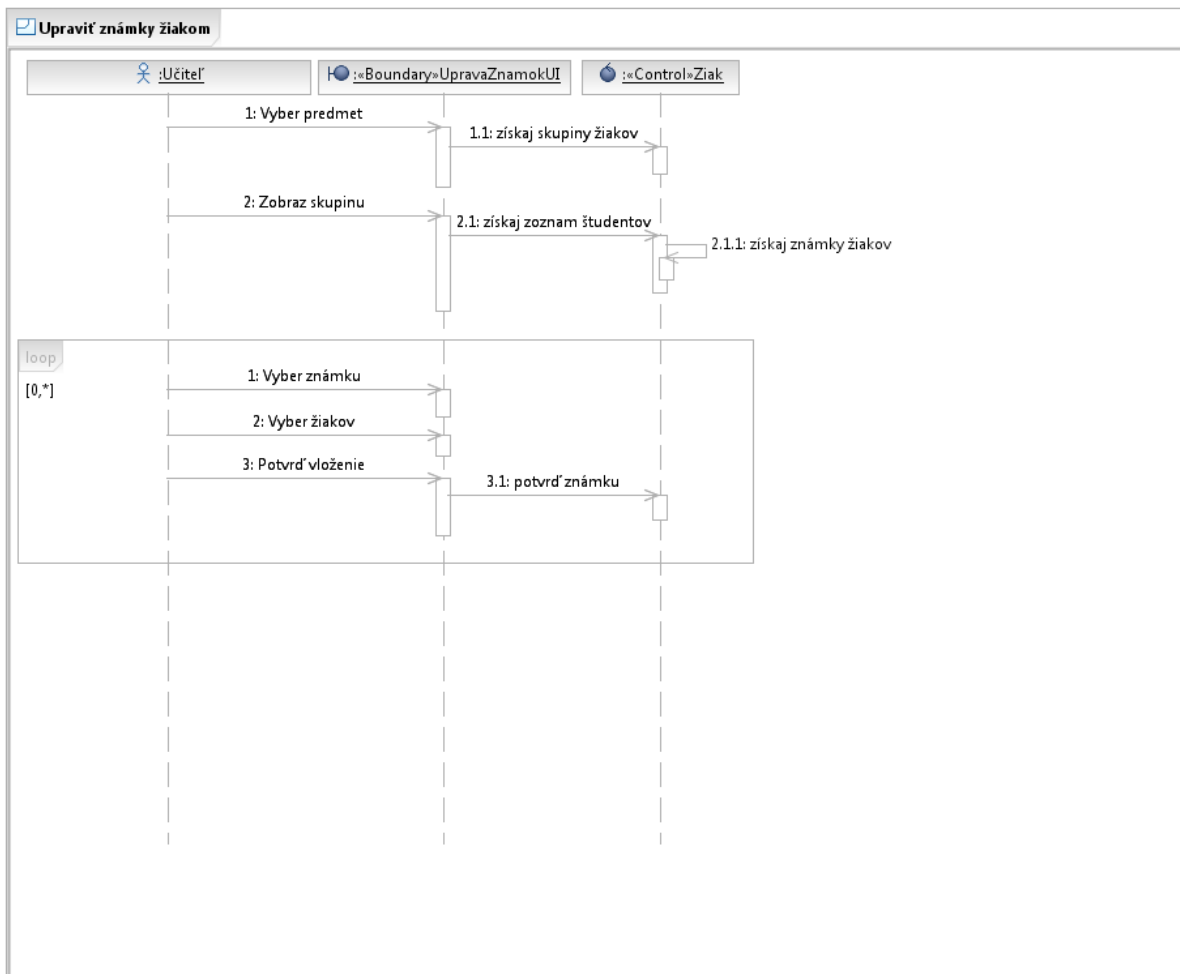 Upraviť známky žiakom
:Učiteľ
:«Boundary»UpravaZnamokUI
:«Control»Ziak
1: Vyber predmet
1.1: získaj skupiny žiakov
2: Zobraz skupinu
2.1: získaj zoznam študentov
2.1.1: získaj známky žiakov
loop
[0,*]
1: Vyber známku
2: Vyber žiakov
3: Potvrď vloženie
3.1: potvrď známku